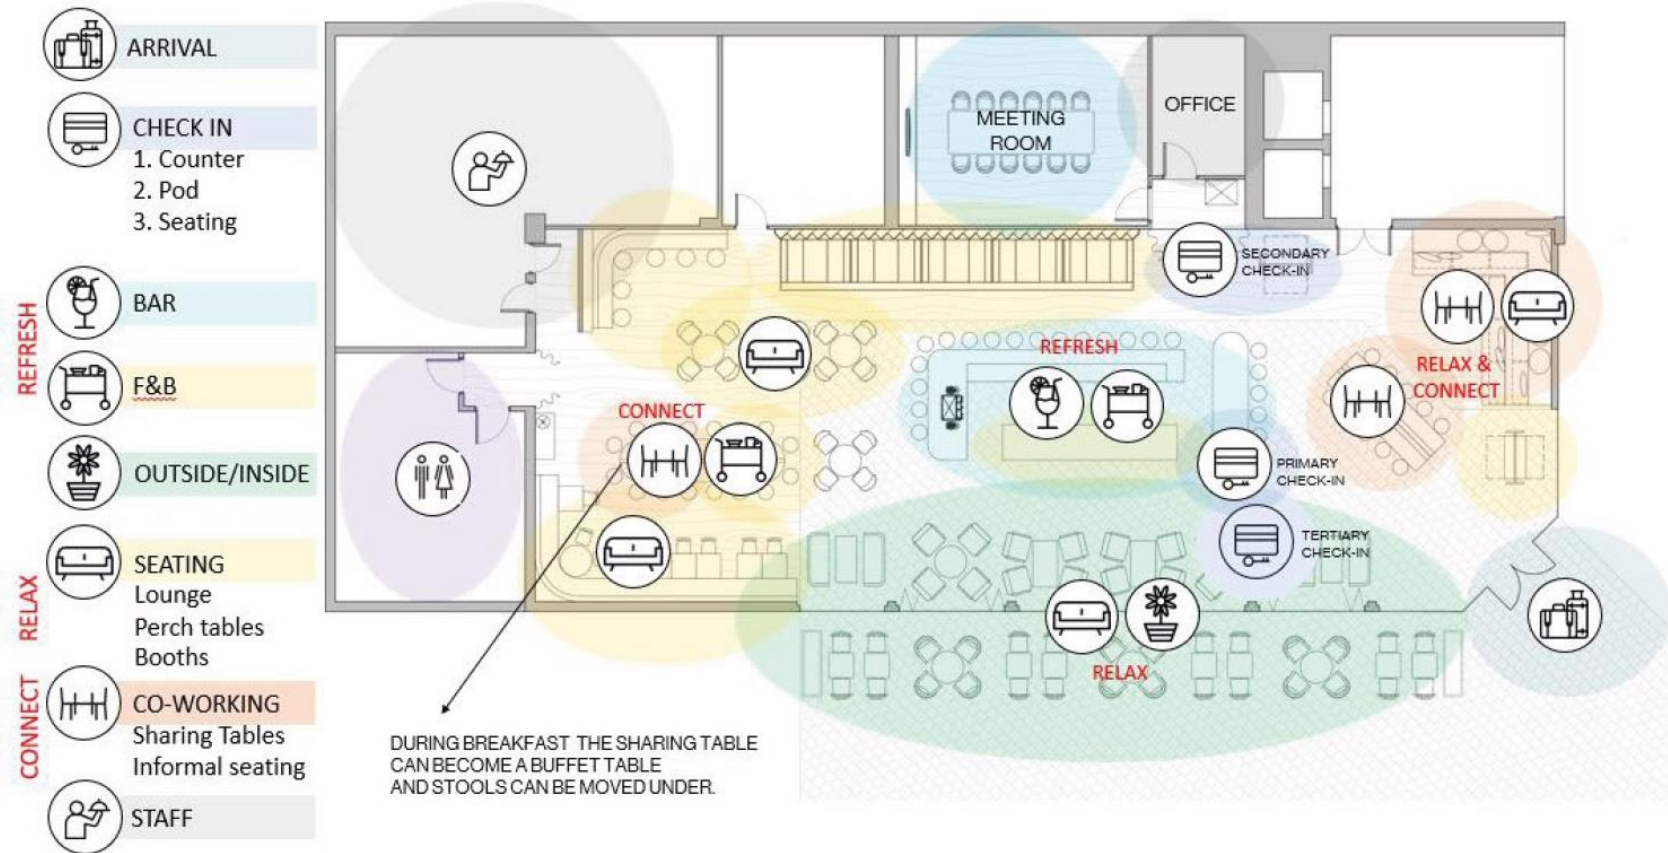 ARRIVAL
CHECK IN
1. Counter
2. Pod
3. Seating
REFRESH
BAR
F&B
OUTSIDE/INSIDE
RELAX
SEATING
Lounge
Perch tables
Booths
CONNECT
CO-WORKING
Sharing Tables
Informal seating
STAFF
MEETING
ROOM
OFFICE
SECONDARY
CHECK-IN
REFRESH
RELAX &
CONNECT
CONNECT
PRIMARY
CHECK-IN
TERTIARY
CHECK-IN
RELAX
DURING BREAKFAST THE SHARING TABLE
CAN BECOME A BUFFET TABLE
AND STOOLS CAN BE MOVED UNDER.